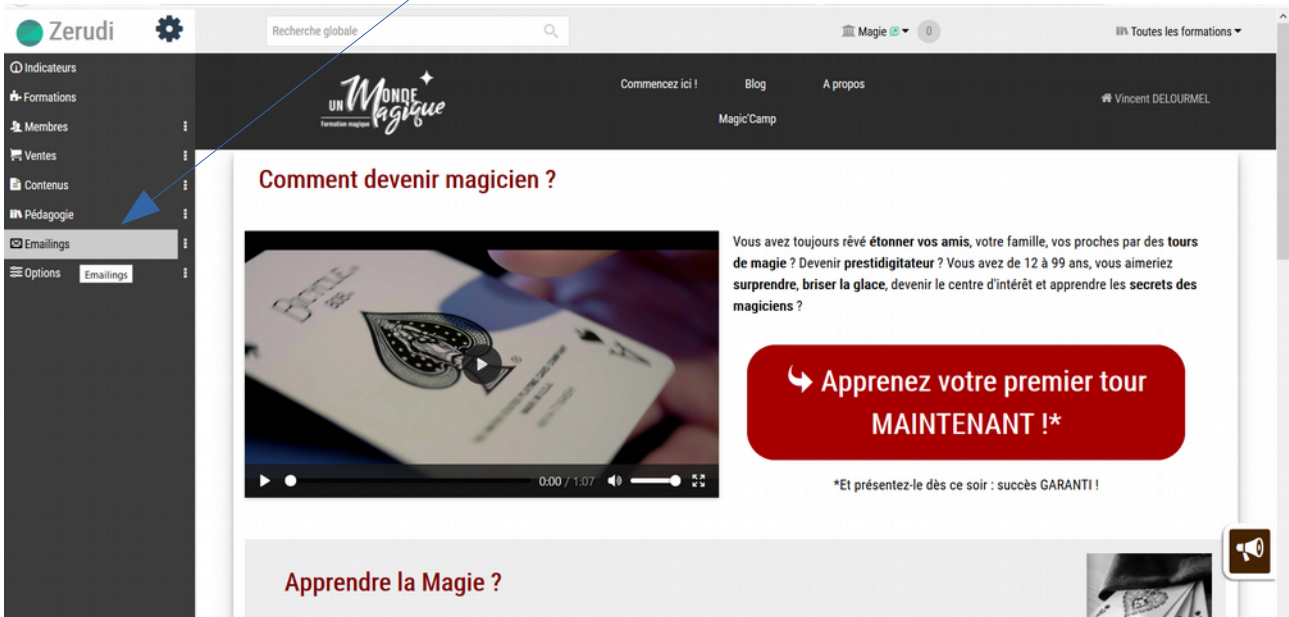 Zerudi
Recherche globale
Magie
0
Toutes les formations
Indicateurs
Formations
Membres
Ventes
Contenus
Pédagogie
Emailings
Options
Emailings
UN MONDE
Magique
Formation magique
Commencez ici !
Blog
A propos
Magic'Camp
Vincent DELOURMEL
Comment devenir magicien ?
BICYCLE
808
®
A
0:00 / 1:07
Vous avez toujours rêvé étonner vos amis, votre famille, vos proches par des tours
de magie ? Devenir prestidigitateur ? Vous avez de 12 à 99 ans, vous aimeriez
surprendre, briser la glace, devenir le centre d'intérêt et apprendre les secrets des
magiciens ?
Apprenez votre premier tour
MAINTENANT !*
*Et présentez-le dès ce soir : succès GARANTI !
Apprendre la Magie ?